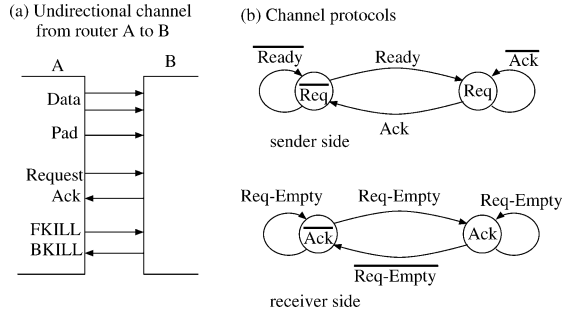 (a) Undirectional channel
from router A to B
A
B
Data
Pad
Request
Ack
FKILL
BKILL
(b) Channel protocols
Ready
Ready
Ack
Req
Req
Ack
sender side
Req-Empty
Req-Empty
Req-Empty
Ack
Ack
Req-Empty
receiver side